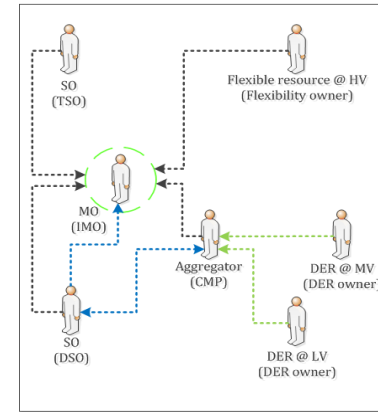 SO
(TSO)
Flexible resource @ HV
(Flexibility owner)
MO
(IMO)
Aggregator
(CMP)
DER @ MV
(DER owner)
SO
(DSO)
DER @ LV
(DER owner)